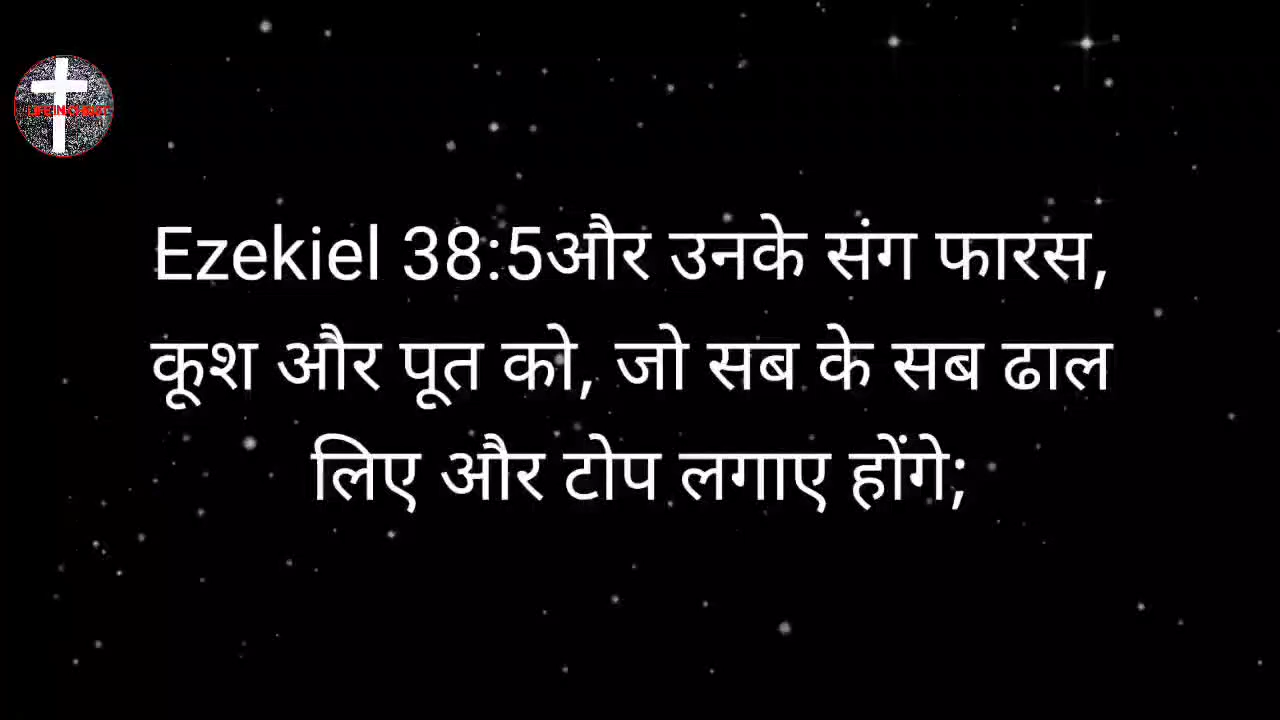 Ezekiel 38:5और उनके संग फारस,
कूश और पूत को, जो सब के सब ढाल
लिए और टोप लगाए होंगे;